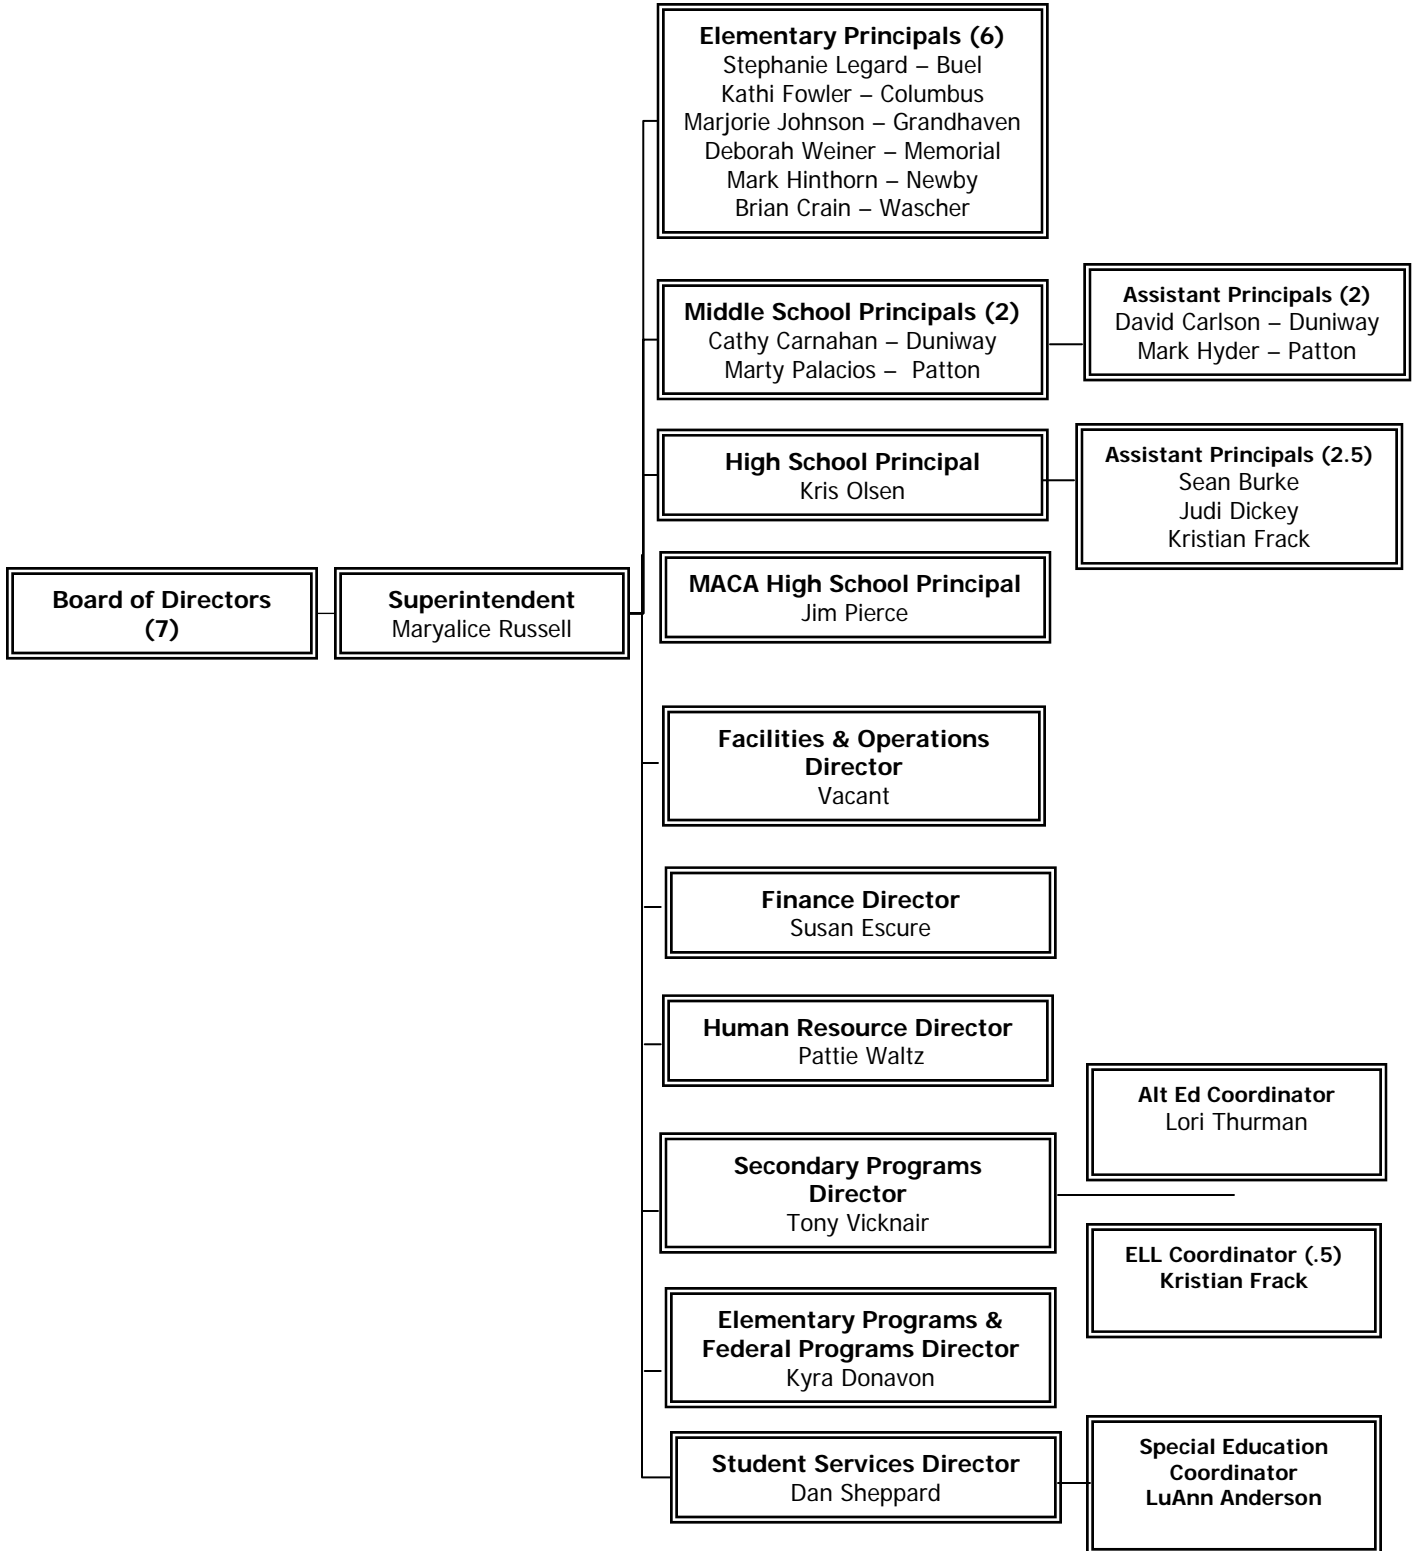 Elementary Principals (6)
Stephanie Legard – Buel
Kathi Fowler – Columbus
Marjorie Johnson – Grandhaven
Deborah Weiner – Memorial
Mark Hinthorn – Newby
Brian Crain – Wascher
Middle School Principals (2)
Cathy Carnahan – Duniway
Marty Palacios –  Patton
Assistant Principals (2)
David Carlson – Duniway
Mark Hyder – Patton
High School Principal
Kris Olsen
Assistant Principals (2.5)
Sean Burke
Judi Dickey
Kristian Frack
Board of Directors
(7)
Superintendent
Maryalice Russell
MACA High School Principal
Jim Pierce
Facilities & Operations
Director
Vacant
Finance Director
Susan Escure
Human Resource Director
Pattie Waltz
Secondary Programs
Director
Tony Vicknair
Alt Ed Coordinator
Lori Thurman
ELL Coordinator (.5)
Kristian Frack
Elementary Programs &
Federal Programs Director
Kyra Donavon
Student Services Director
Dan Sheppard
Special Education
Coordinator
LuAnn Anderson